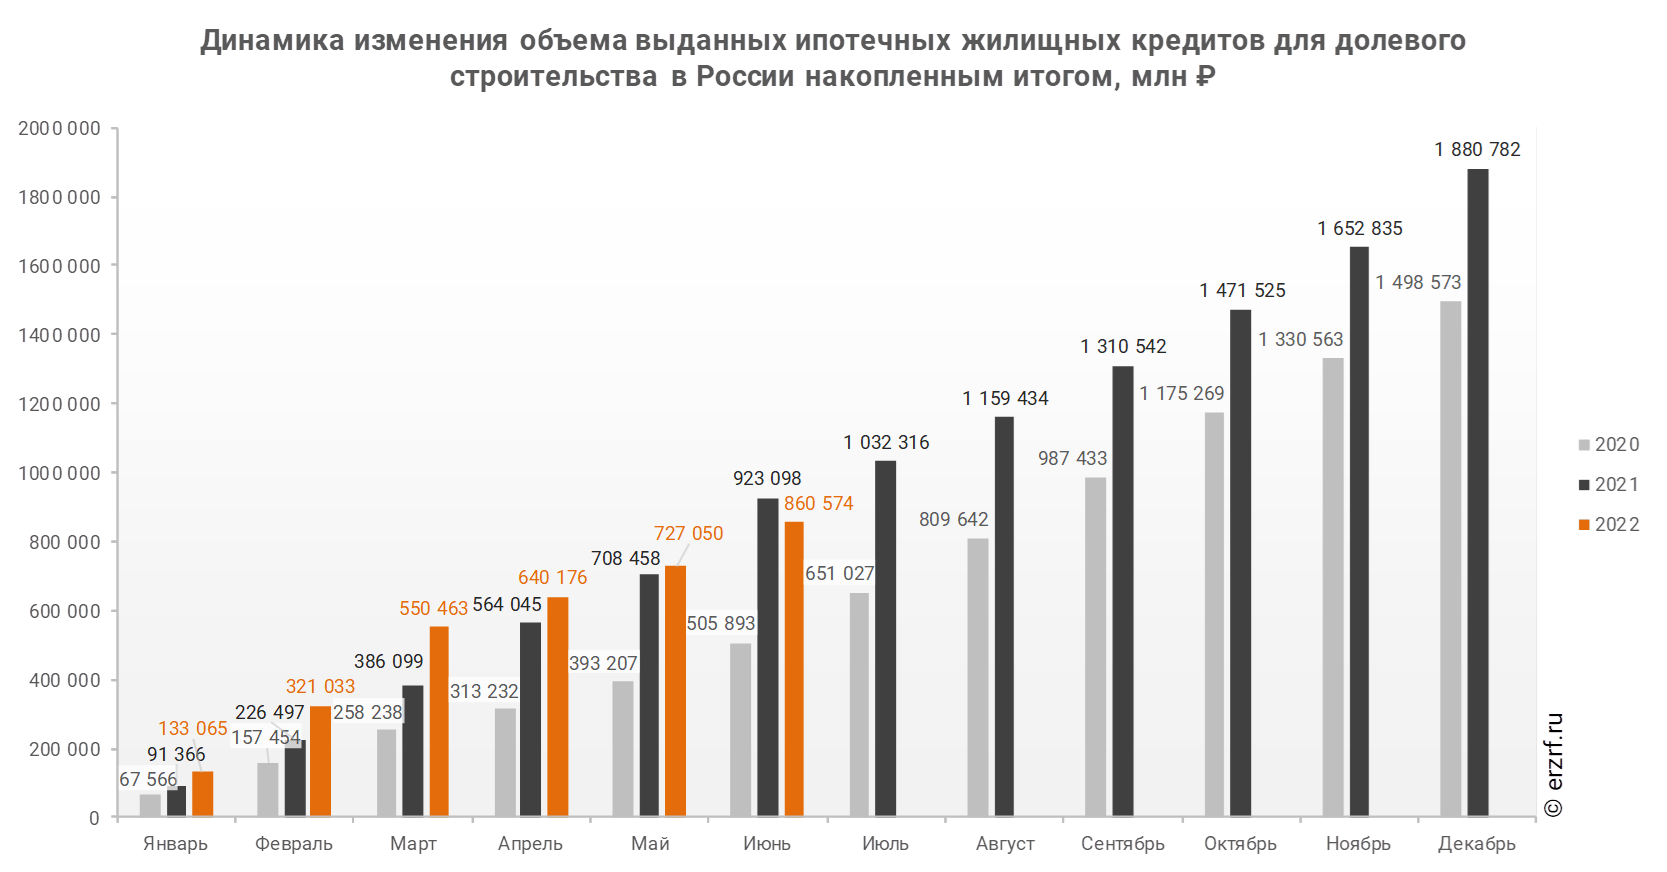 Динамика изменения объема выданных ипотечных жилищных кредитов для долевого
строительства в России накопленным итогом, млн ₽
2000 000
1800 000
1600 000
1400 000
1200 000
1000 000
800 000
600 000
400 000
200 000
0
67 566
91 366
133 065
157 454
226 497
321 033
258 238
386 099
550 463
313 232
564 045
640 176
393 207
708 458
727 050
505 893
923 098
860 574
651 027
1 032 316
809 642
1 159 434
987 433
1 310 542
1 175 269
1 471 525
1 330 563
1 652 835
1 498 573
1 880 782
Январь
Февраль
Март
Апрель
Май
Июнь
Июль
Август
Сентябрь
Октябрь
Ноябрь
Декабрь
2020
2021
2022
© erzrf.ru